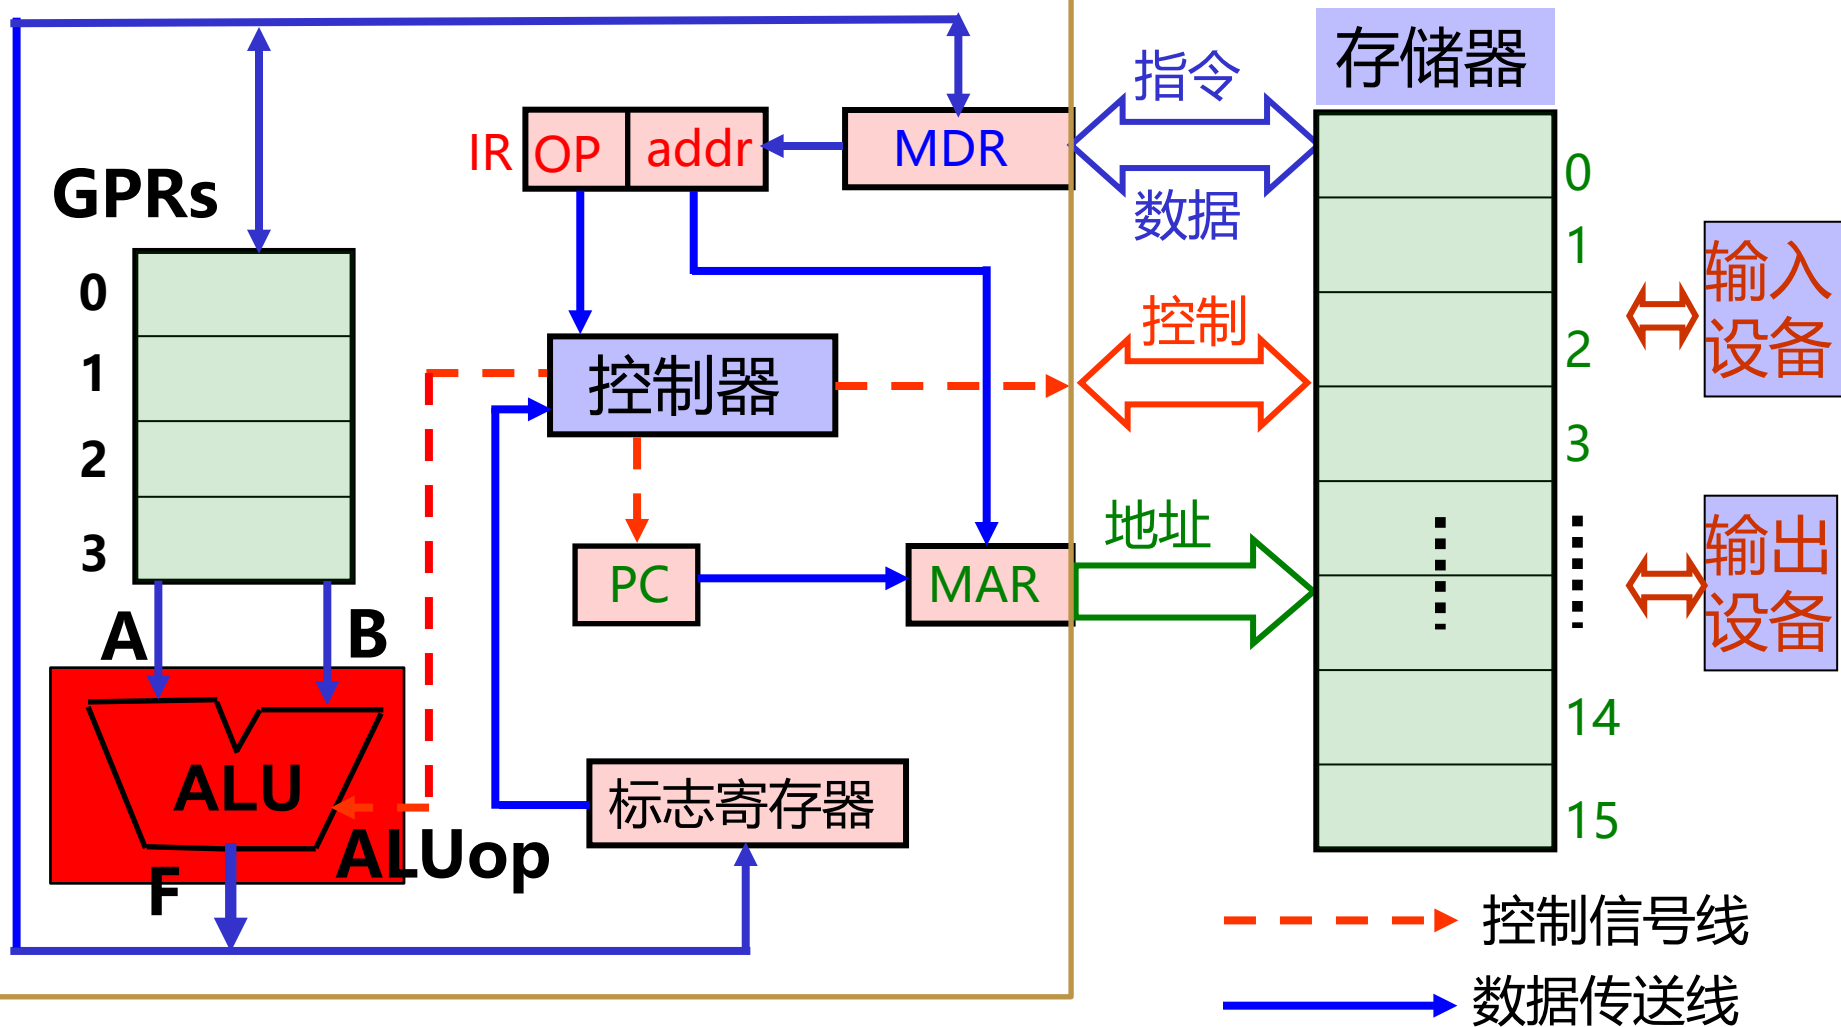 存储器
指令
IR
OP
addr
MDR
数据
GPRs
0
1
2
3
控制器
控制
0
1
2
3
14
15
输入
设备
地址
PC
MAR
输出
设备
A
B
ALU
ALUop
F
标志寄存器
控制信号线
数据传送线